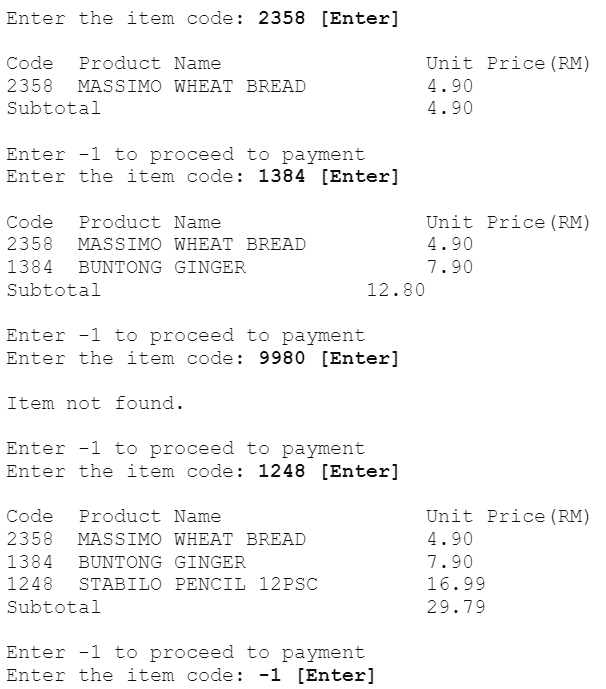 Enter the item code: 2358 [Enter]
Code Product Name Unit Price(RM)
2358 MASSIMO WHEAT BREAD 4.90
Subtotal 4.90
Enter -1 to proceed to payment
Enter the item code: 1384 [Enter]
Code Product Name Unit Price(RM)
2358 MASSIMO WHEAT BREAD 4.90
1384 BUNTONG GINGER 7.90
Subtotal 12.80
Enter -1 to proceed to payment
Enter the item code: 9980 [Enter]
Item not found.
Enter -1 to proceed to payment
Enter the item code: 1248 [Enter]
Code Product Name Unit Price(RM)
2358 MASSIMO WHEAT BREAD 4.90
1384 BUNTONG GINGER 7.90
1248 STABILO PENCIL 12PSC 16.99
Subtotal 29.79
Enter -1 to proceed to payment
Enter the item code: -1 [Enter]